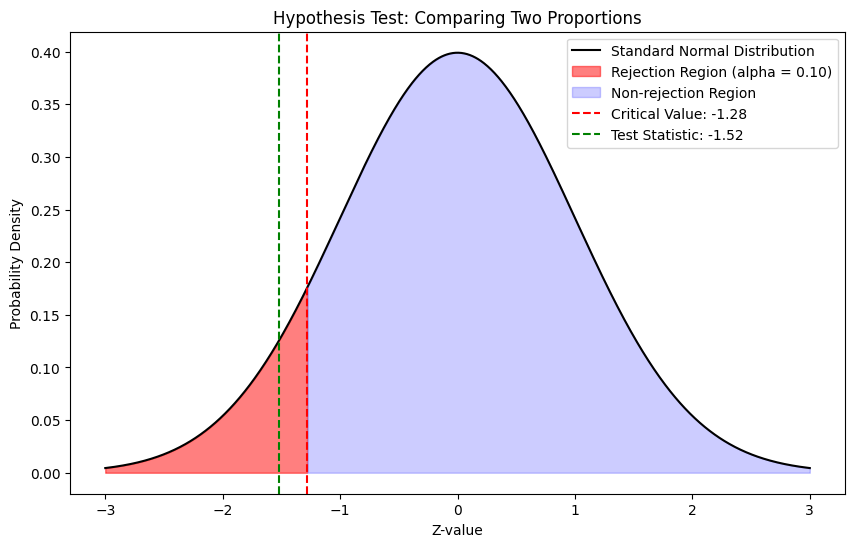 Hypothesis Test: Comparing Two Proportions
Standard Normal Distribution
Rejection Region (alpha = 0.10)
Non-rejection Region
Critical Value: -1.28
Test Statistic: -1.52
Probability Density
0.40
0.35
0.30
0.25
0.20
0.15
0.10
0.05
0.00
−3 −2 −1 0 1 2 3
Z-value